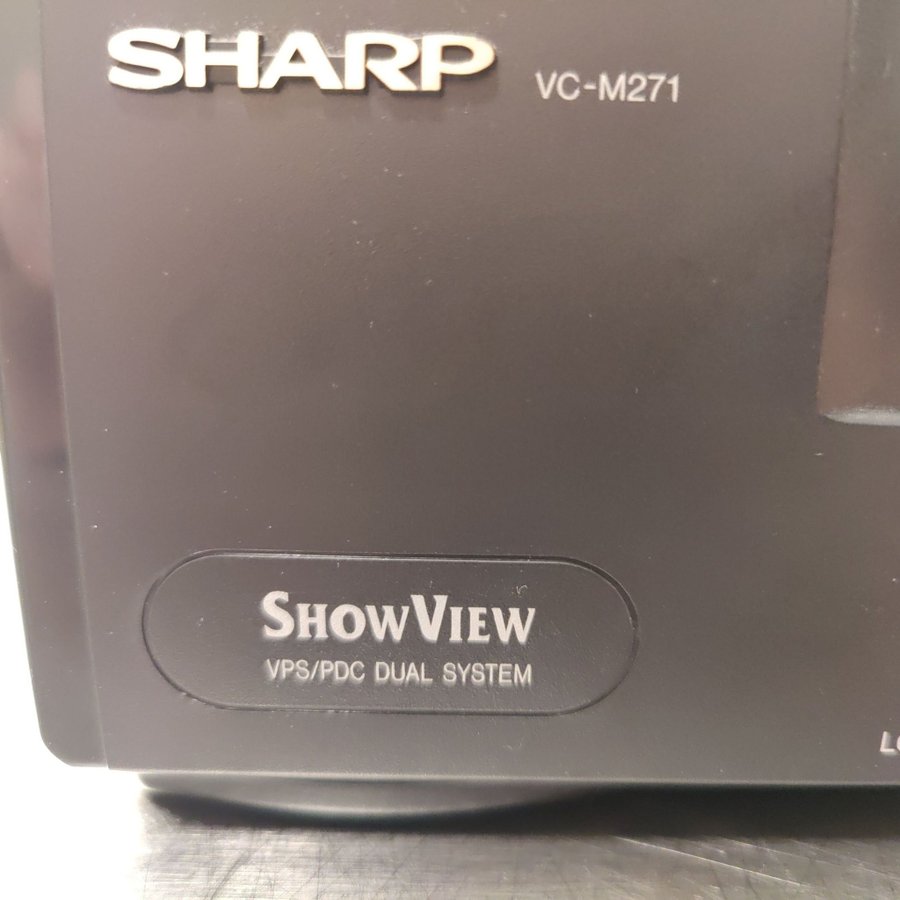 SHARP VC-M271
SHOWVIEW
VPS/PDC DUAL SYSTEM